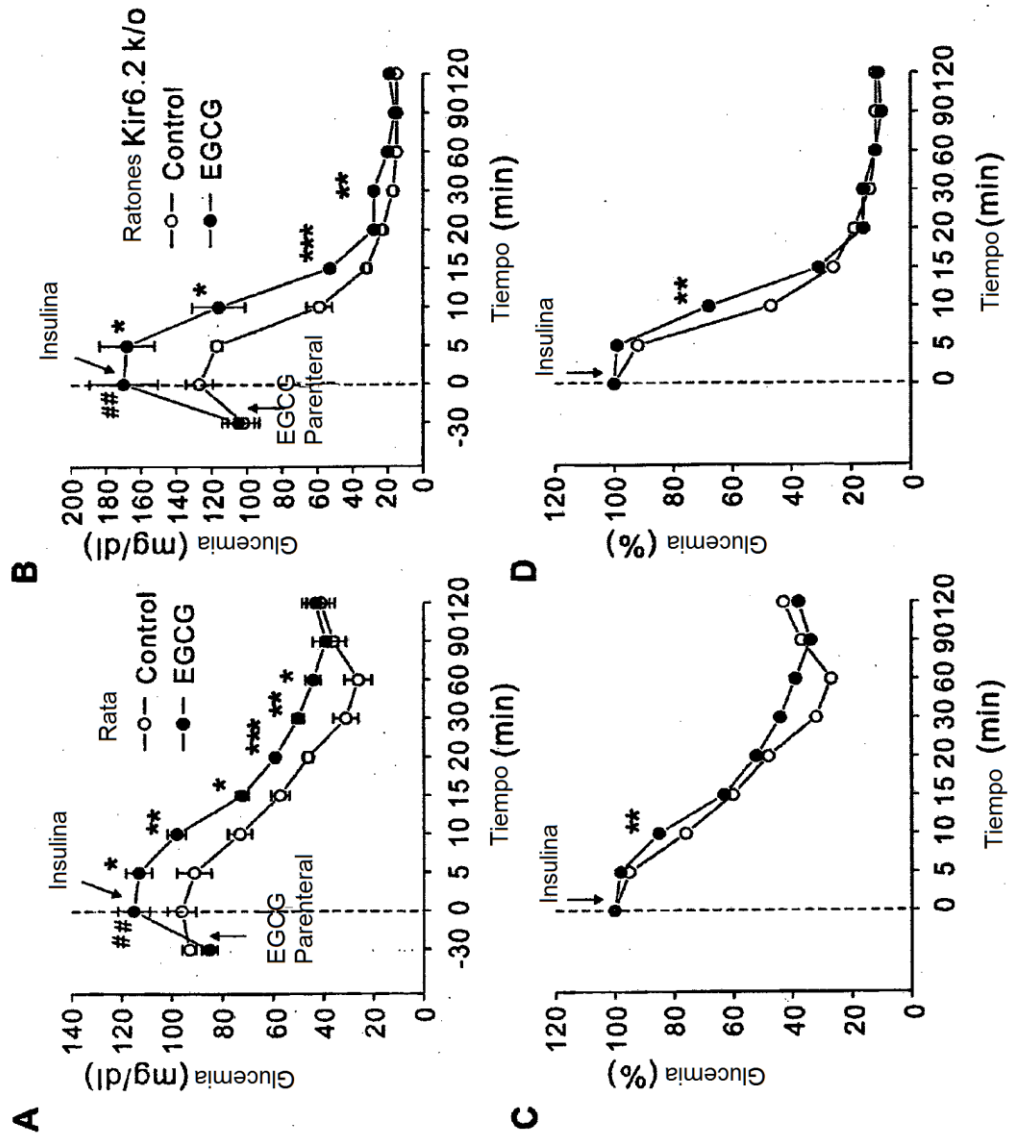 A
Glucemia (mg/dl)
140
120
100
80
60
40
20
0
Insulina
Rata
Control
EGCG
##
*
**
*
***
**
*
EGCG
Parenteral
-30 0 5 10 15 20 30 60 90 120
Tiempo (min)
B
Glucemia (mg/dl)
200
180
160
140
120
100
80
60
40
20
0
Insulina
Ratones Kir6.2 k/o
Control
EGCG
##
*
*
***
**
EGCG
Parenteral
-30 0 5 10 15 20 30 60 90 120
Tiempo (min)
C
Glucemia (%)
120
100
80
60
40
20
0
Insulina
**
0 5 10 15 20 30 60 90 120
Tiempo (min)
D
Glucemia (%)
120
100
80
60
40
20
0
Insulina
**
0 5 10 15 20 30 60 90 120
Tiempo (min)